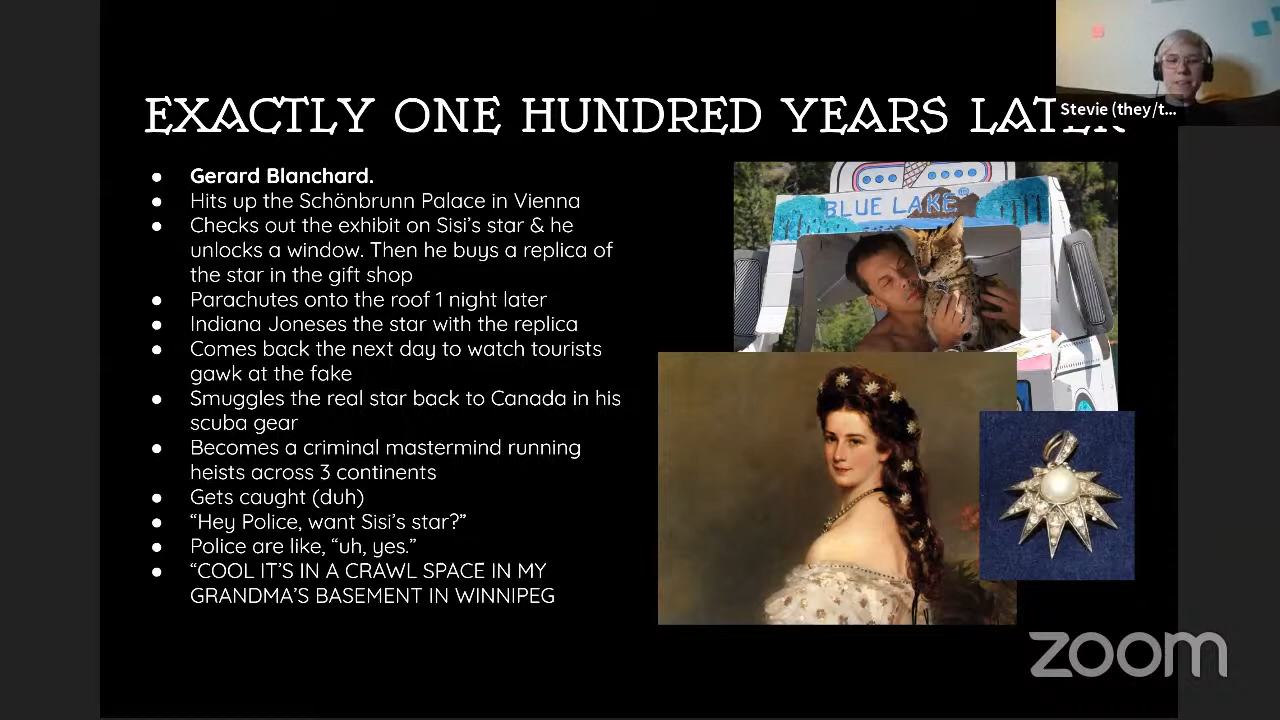 Stevie (they/t...
EXACTLY ONE HUNDRED YEARS LATER
BLUE LAKE
● Gerard Blanchard.
● Hits up the Schönbrunn Palace in Vienna
● Checks out the exhibit on Sisi's star & he
unlocks a window. Then he buys a replica of
the star in the gift shop
● Parachutes onto the roof 1 night later
● Indiana Joneses the star with the replica
● Comes back the next day to watch tourists
gawk at the fake
● Smuggles the real star back to Canada in his
scuba gear
● Becomes a criminal mastermind running
heists across 3 continents
● Gets caught (duh)
● “Hey Police, want Sisi's star?”
● Police are like, “uh, yes.”
● “COOL IT'S IN A CRAWL SPACE IN MY
GRANDMA'S BASEMENT IN WINNIPEG
zoom